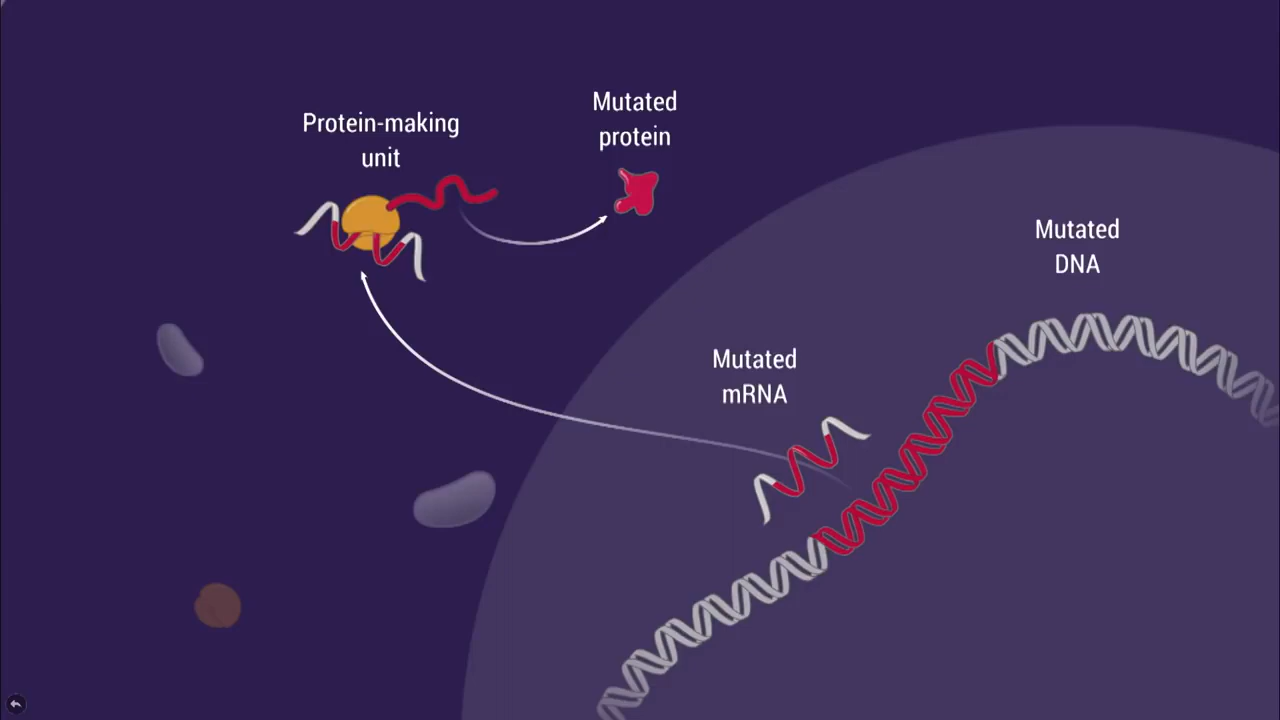 Protein-making
unit
Mutated
protein
Mutated
DNA
Mutated
mRNA